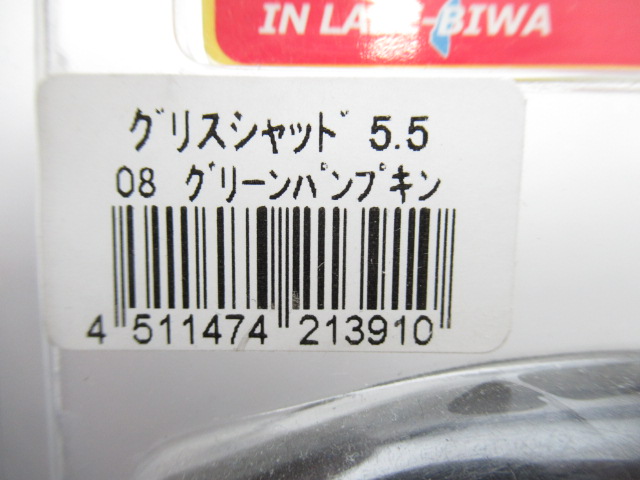 IN LAKE-BIWA
ｸﾞﾘｽｼｬｯﾄﾞ 5.5
08 ｸﾞﾘｰﾝﾊﾟﾝﾌﾟｷﾝ
4 511474 213910